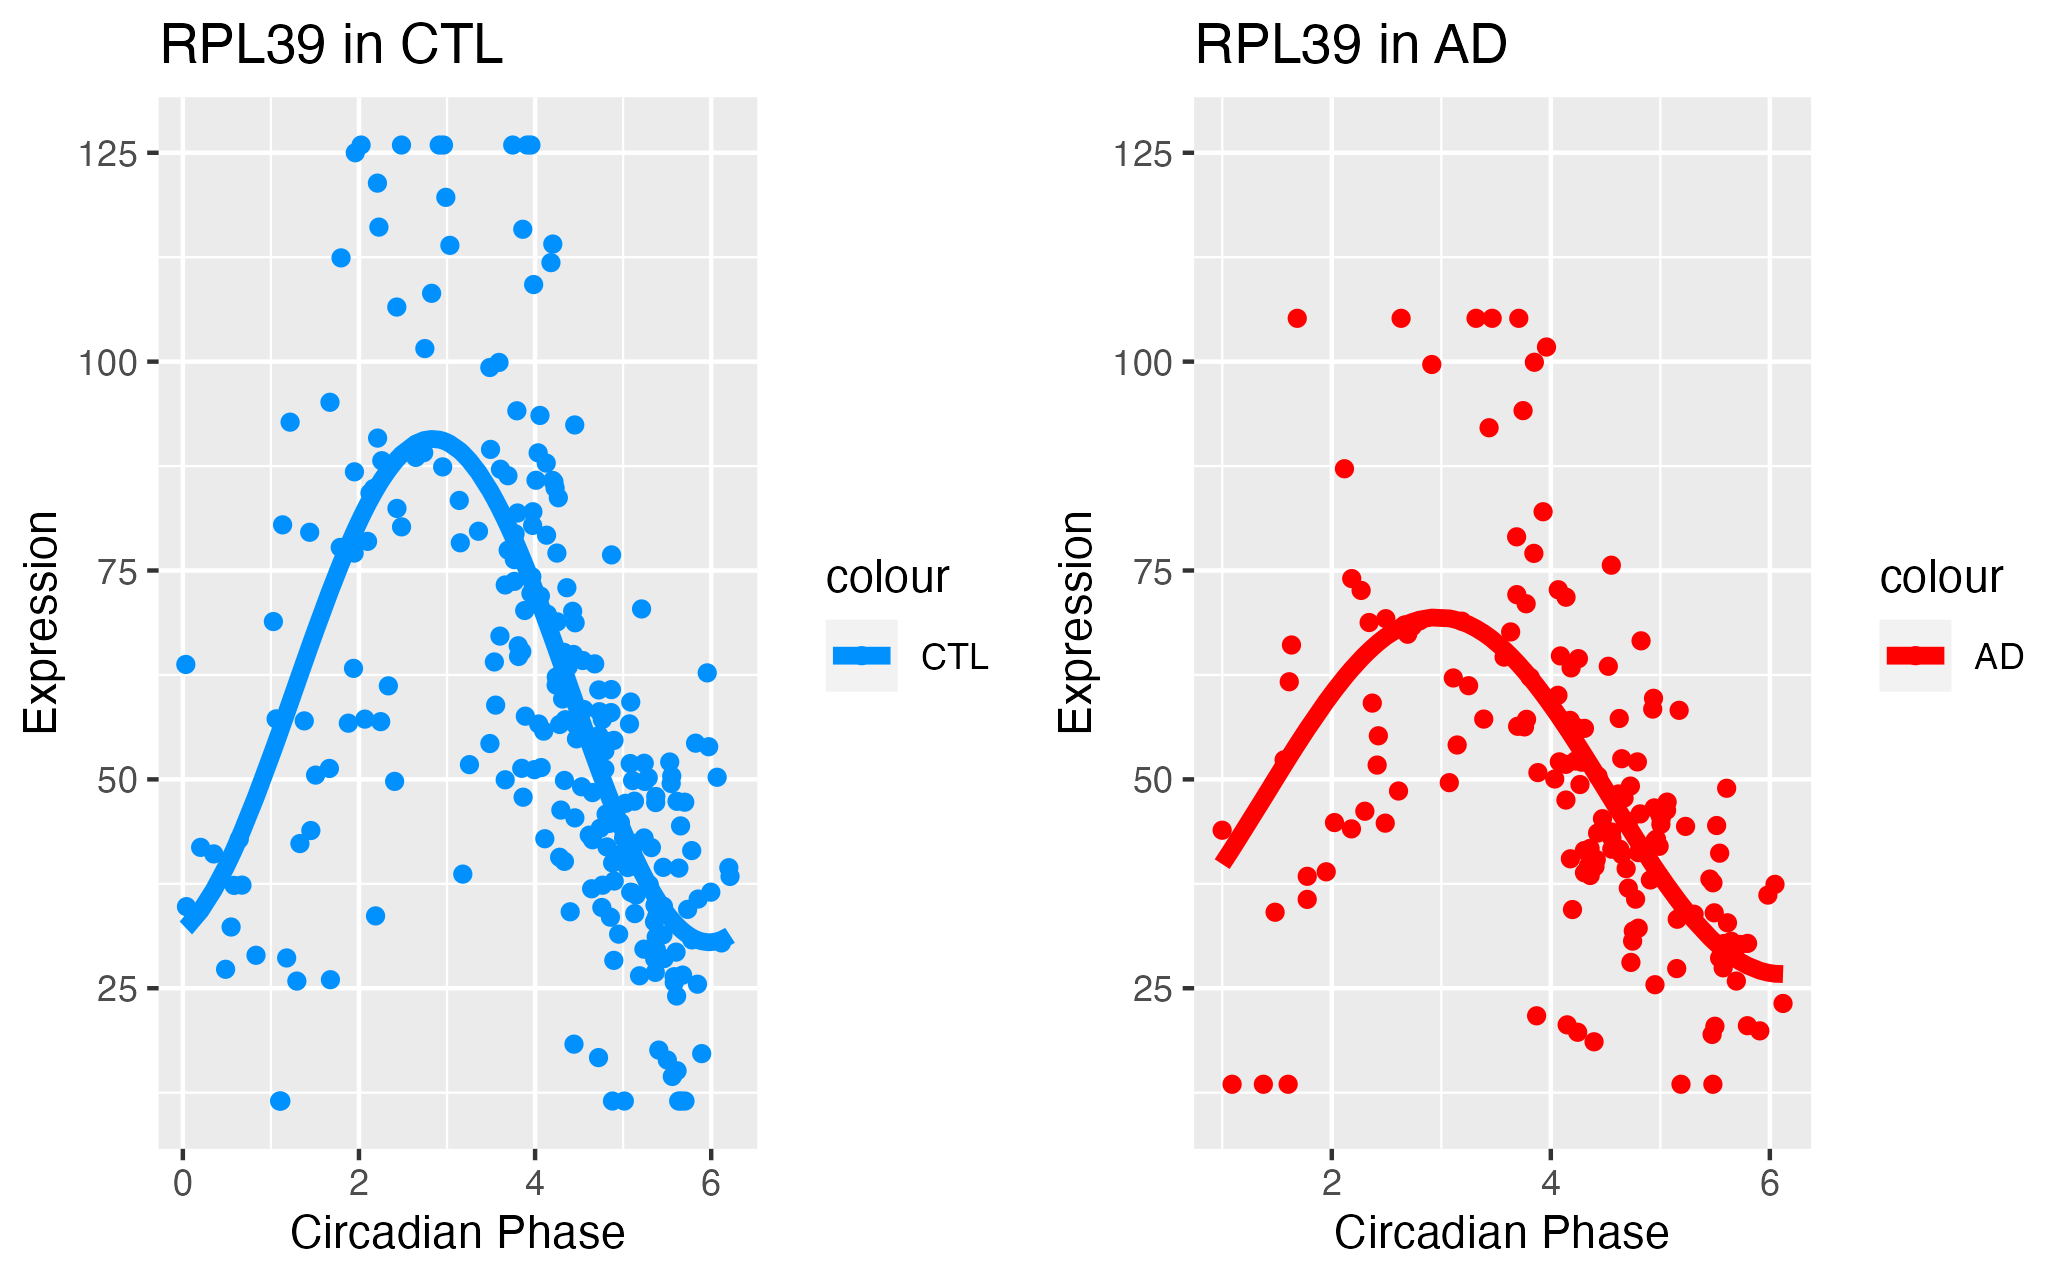 RPL39 in CTL
Expression
125
100
75
50
25
0 2 4 6
Circadian Phase
colour
CTL
RPL39 in AD
Expression
125
100
75
50
25
2 4 6
Circadian Phase
colour
AD